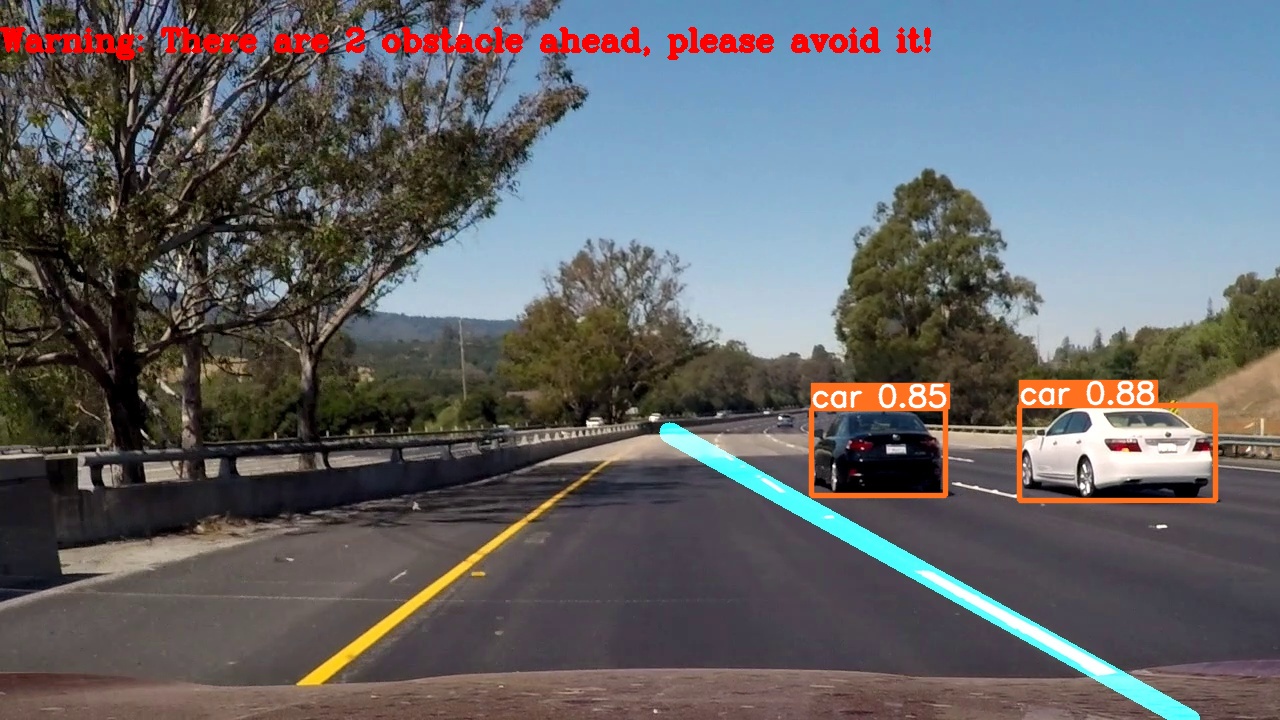 Warning: There are 2 obstacle ahead, please avoid it!
car 0.85
car 0.88